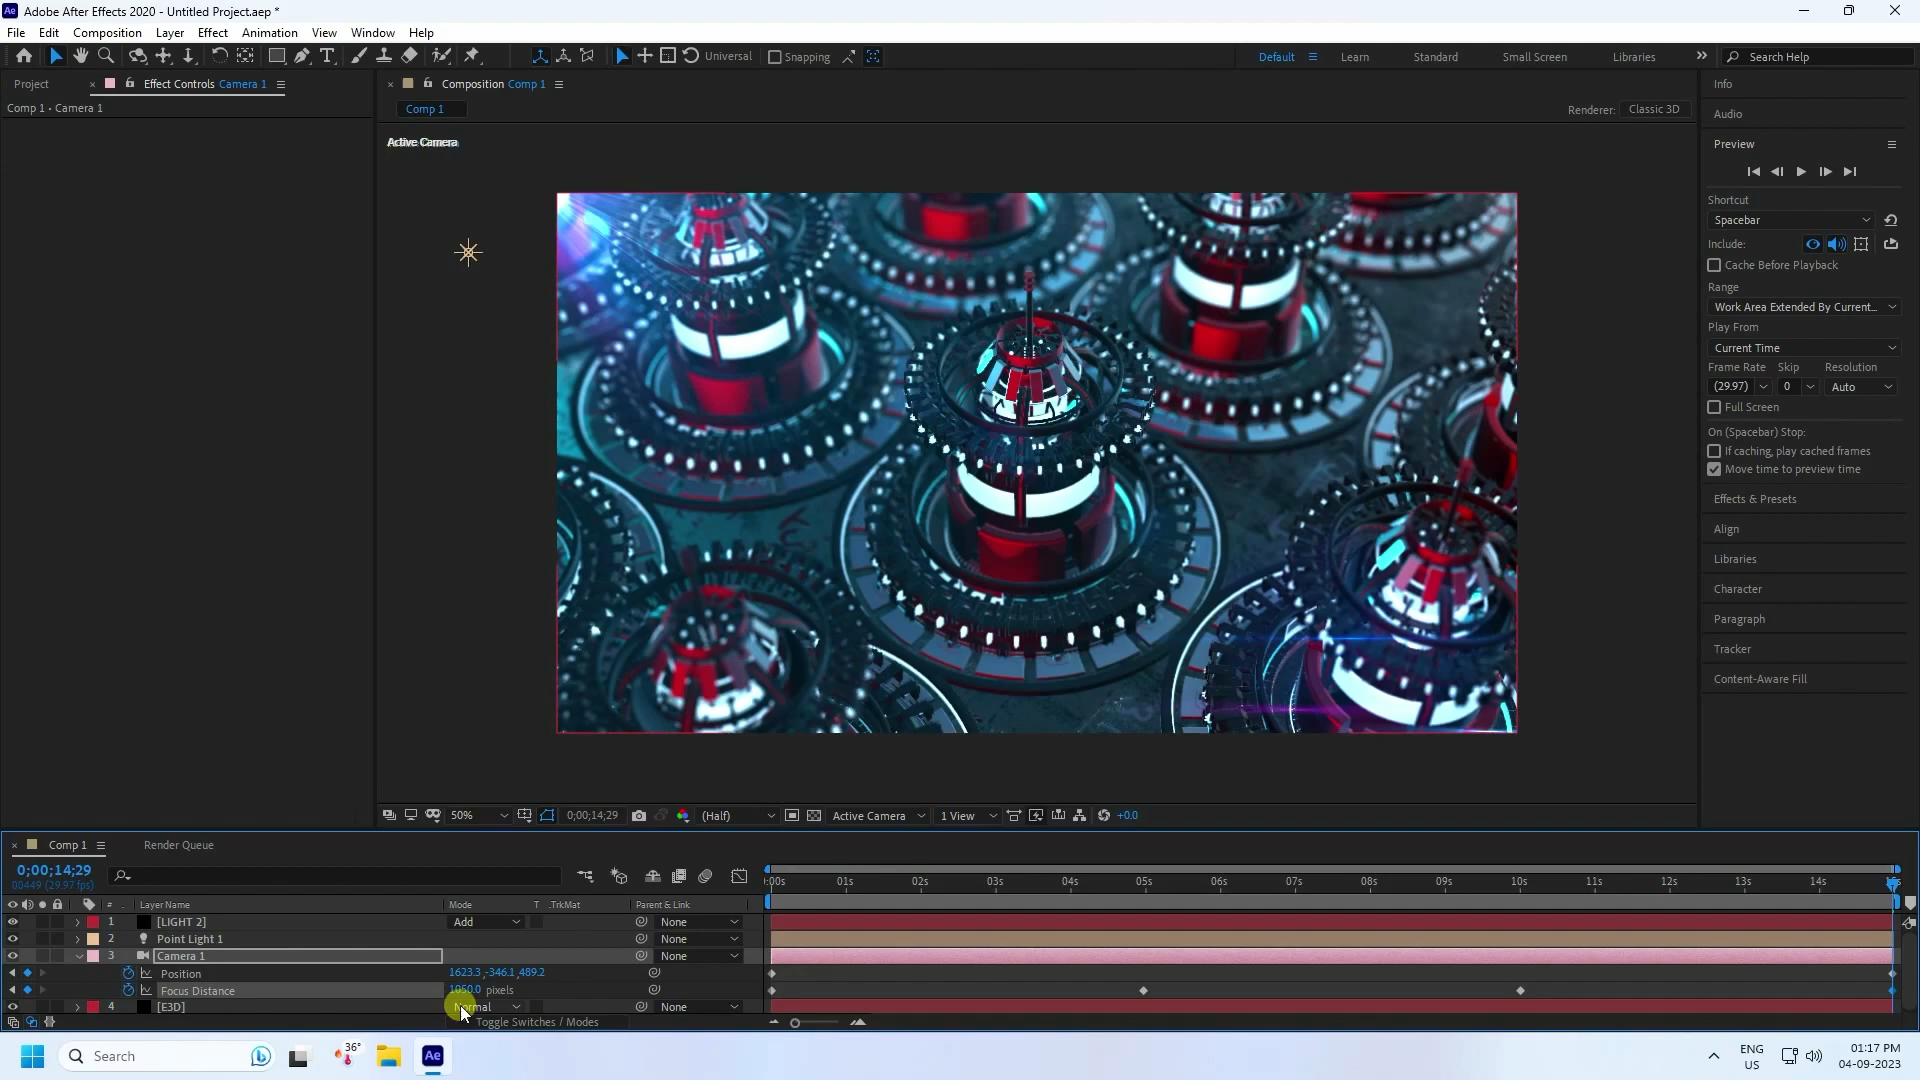 Adobe After Effects 2020 - Untitled Project.aep *
File Edit Composition Layer Effect Animation View Window Help
Universal Snapping Default Learn Standard Small Screen Libraries Search Help
Project Effect Controls Camera 1
Composition Comp 1
Info
Comp 1 • Camera 1
Comp 1
Renderer: Classic 3D
Audio
Active Camera
Preview
Shortcut
Spacebar
Include:
Cache Before Playback
Range
Work Area Extended By Current...
Play From
Current Time
Frame Rate Skip Resolution
(29.97) 0 Auto
Full Screen
On (Spacebar) Stop:
If caching, play cached frames
Move time to preview time
Effects & Presets
Align
Libraries
Character
Paragraph
Tracker
Content-Aware Fill
50% 0;00;14;29 (Half) Active Camera 1 View +0.0
Comp 1 Render Queue
0;00;14;29
00449 (29.97 fps)
:00s 01s 02s 03s 04s 05s 06s 07s 08s 09s 10s 11s 12s 13s 14s
# Layer Name Mode T .TrkMat Parent & Link
1 [LIGHT 2] Add None
2 Point Light 1 None
3 Camera 1 None
Position 1623.3,-346.1,489.2
Focus Distance 1050.0 pixels
4 [E3D] Normal None
Toggle Switches / Modes
Search 36° Ae ENG
US
01:17 PM
04-09-2023